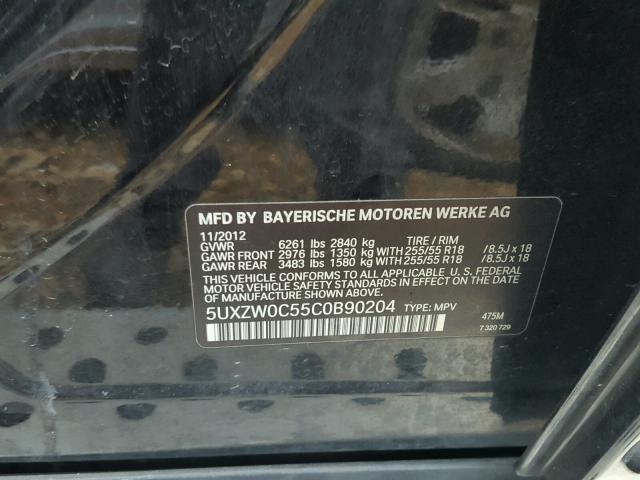 MFD BY BAYERISCHE MOTOREN WERKE AG
11/2012
GVWR 6261 lbs 2840 kg TIRE / RIM
GAWR FRONT 2976 lbs 1350 kg WITH 255/55 R18 /8.5J x 18
GAWR REAR 3483 lbs 1580 kg WITH 255/55 R18 /8.5J x 18
THIS VEHICLE CONFORMS TO ALL APPLICABLE U.S. FEDERAL
MOTOR VEHICLE SAFETY STANDARDS IN EFFECT ON THE DATE
OF MANUFACTURE SHOWN ABOVE.
5UXZW0C55C0B90204 TYPE: MPV 475M
7 320 729